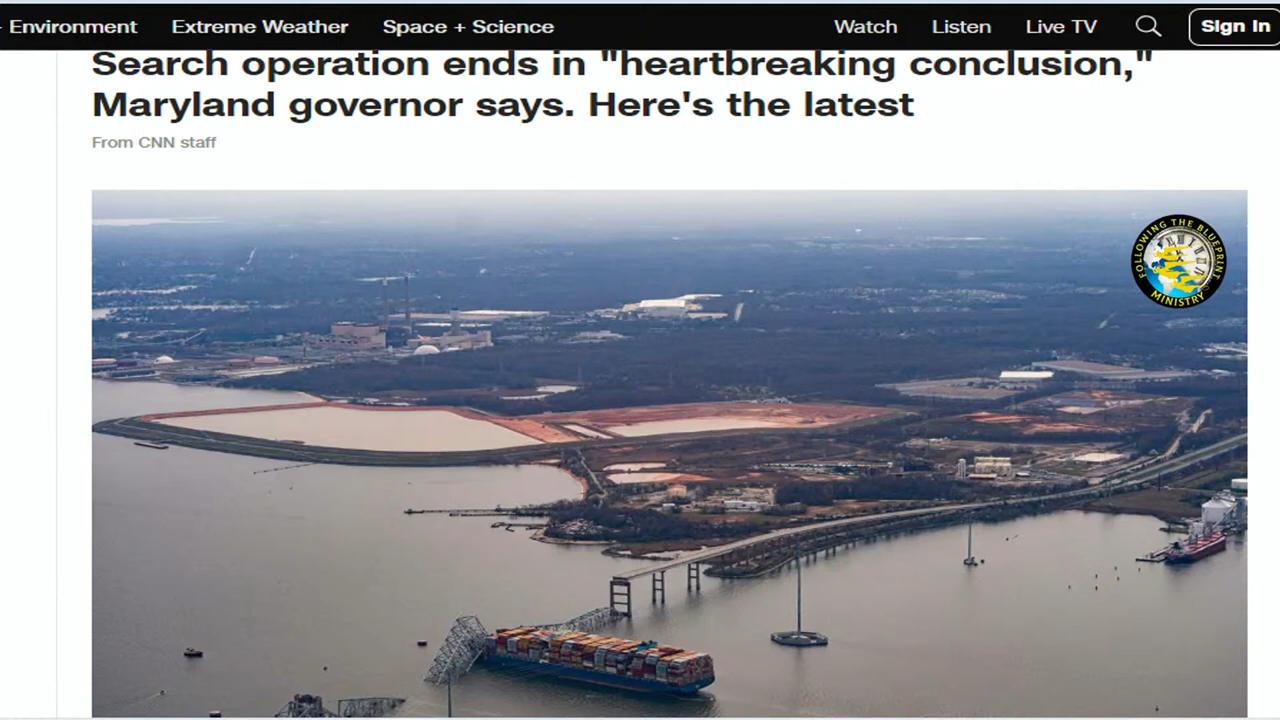 Environment Extreme Weather Space + Science Watch Listen Live TV Sign In
Search operation ends in "heartbreaking conclusion,"
Maryland governor says. Here's the latest
From CNN staff
FOLLOWING THE BLUEPRINT
MINISTRY